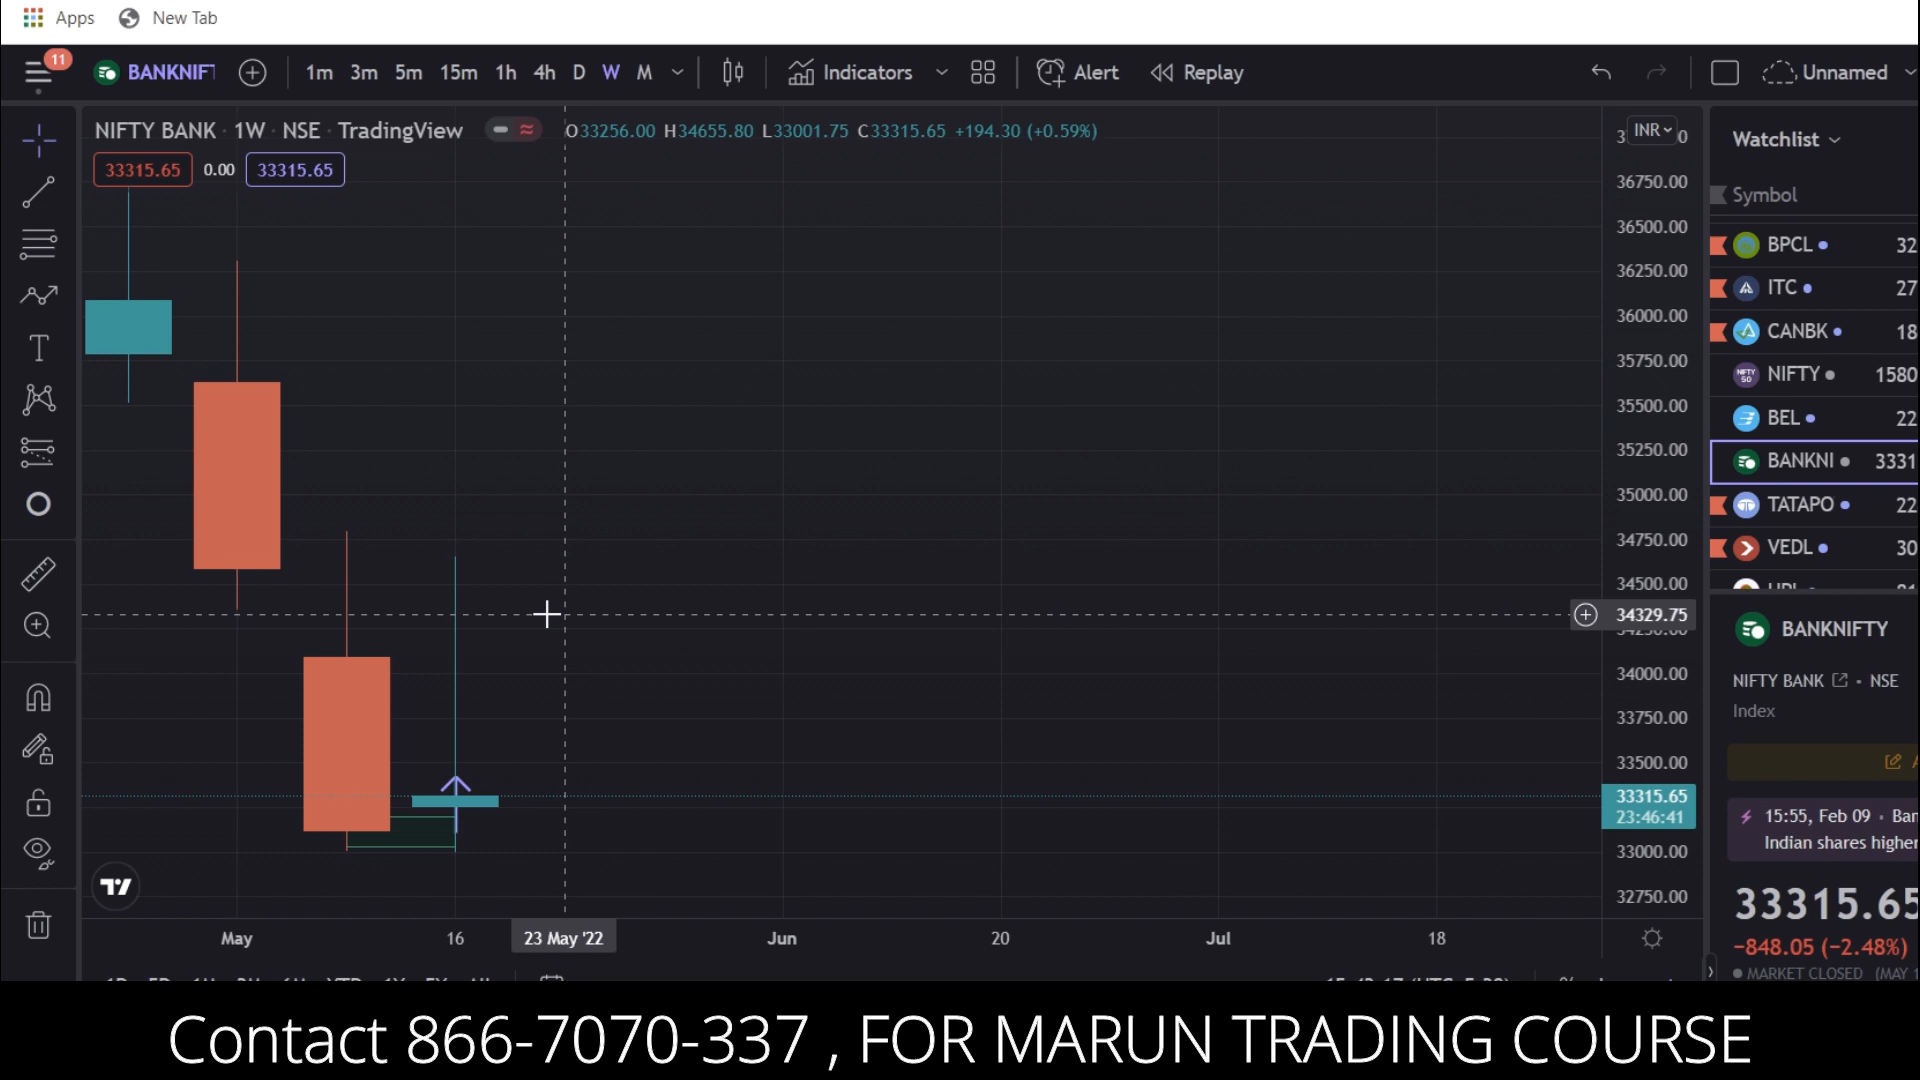 Apps New Tab
11 BANKNIFT 1m 3m 5m 15m 1h 4h D W M Indicators Alert Replay Unnamed
NIFTY BANK · 1W · NSE · TradingView O33256.00 H34655.80 L33001.75 C33315.65 +194.30 (+0.59%)
33315.65 0.00 33315.65
INR
36750.00
36500.00
36250.00
36000.00
35750.00
35500.00
35250.00
35000.00
34750.00
34500.00
34329.75
34000.00
33750.00
33500.00
33315.65
23:46:41
33000.00
32750.00
May 16 23 May '22 Jun 20 Jul 18
Watchlist
Symbol
BPCL 32
ITC 27
CANBK 18
NIFTY 1580
BEL 22
BANKNI 3331
TATAPO 22
VEDL 30
BANKNIFTY
NIFTY BANK · NSE
Index
15:55, Feb 09 · Ban
Indian shares higher
33315.65
−848.05 (−2.48%)
MARKET CLOSED (MAY 1
Contact 866-7070-337 , FOR MARUN TRADING COURSE